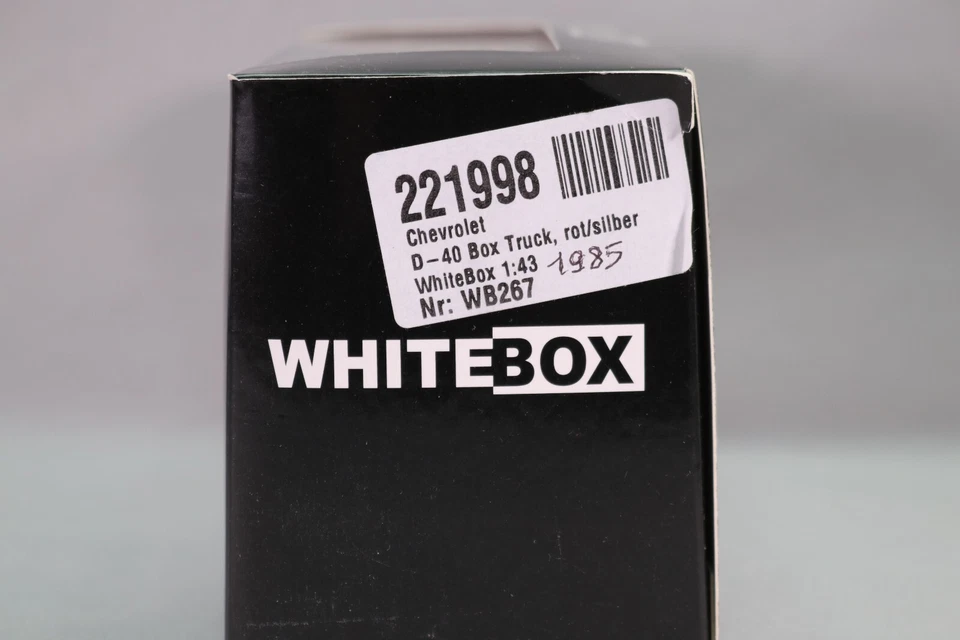 221998
Chevrolet
D-40 Box Truck, rot/silber
WhiteBox 1:43 1985
Nr: WB267
WHITEBOX